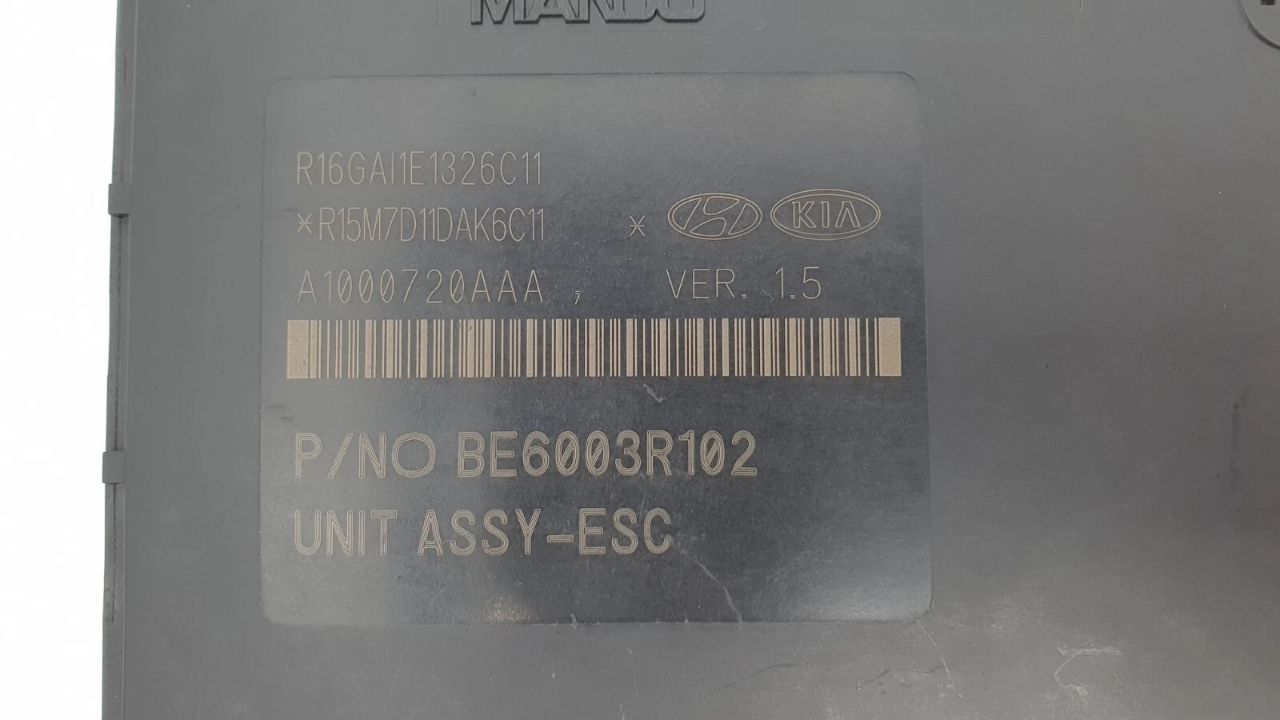 MANDO
R16GAI1E1326C11
*R15M7D11DAK6C11 * KIA
A1000720AAA , VER. 1.5
P/NO BE6003R102
UNIT ASSY-ESC